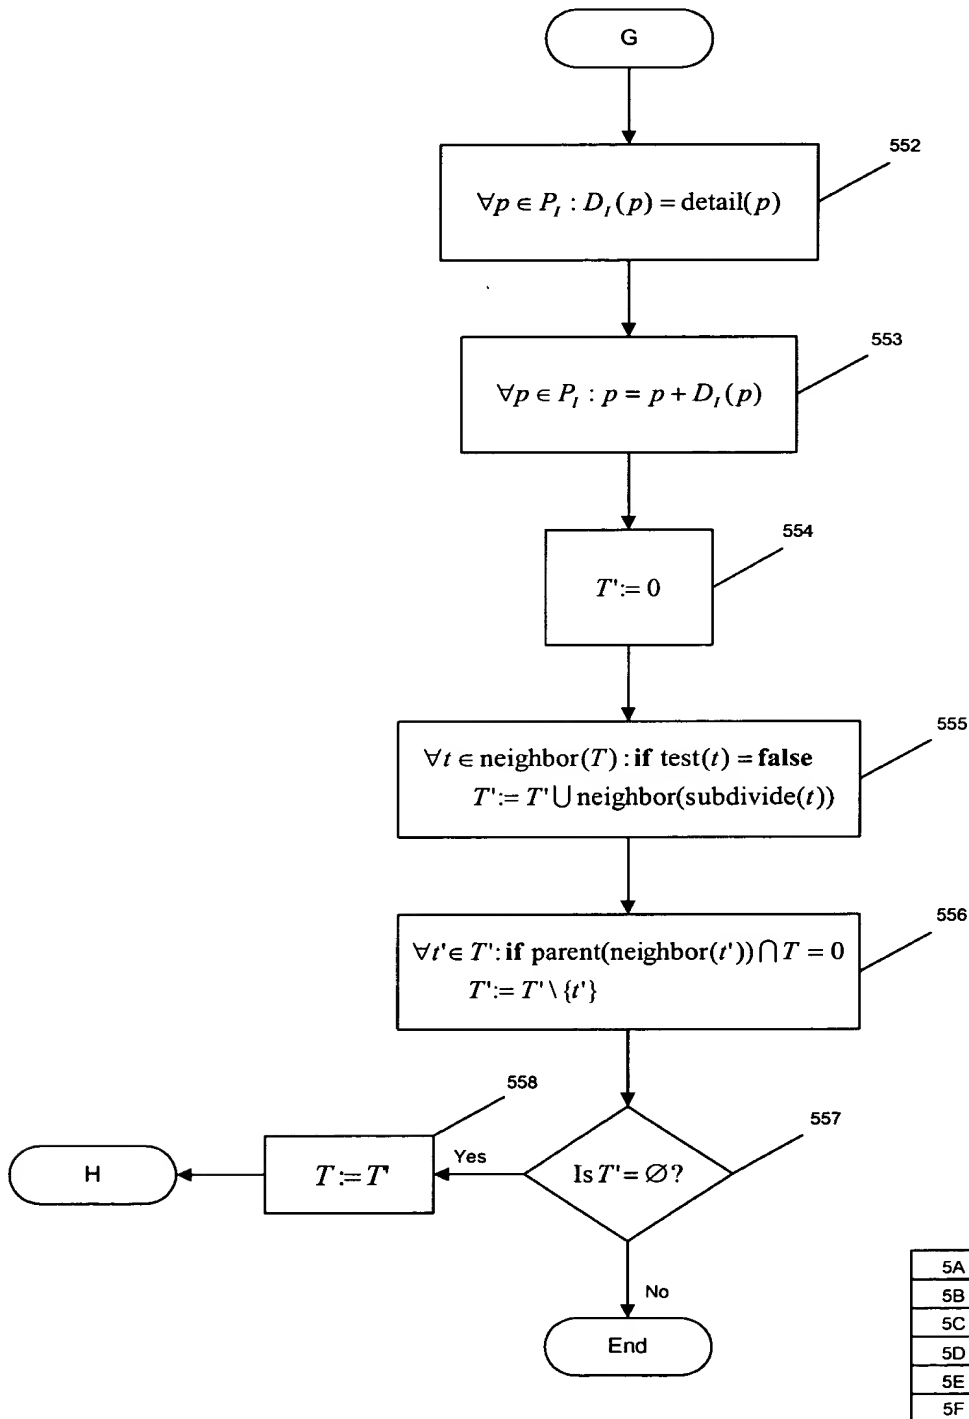 G
552
∀p ∈ P_I : D_I(p) = detail(p)
553
∀p ∈ P_I : p = p + D_I(p)
554
T' := 0
555
∀t ∈ neighbor(T) : if test(t) = false
T' := T' ⋃ neighbor(subdivide(t))
556
∀t' ∈ T' : if parent(neighbor(t')) ⋂ T = 0
T' := T' \ {t'}
558
557
H
T := T'
Yes
Is T' = ∅ ?
No
End
5A
5B
5C
5D
5E
5F